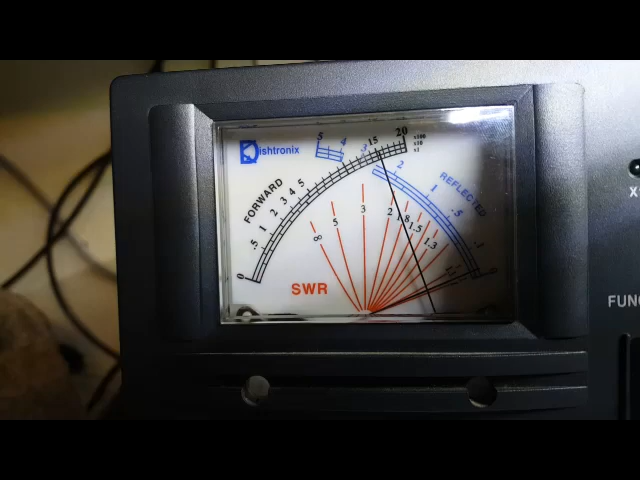 Dishtronix
5 4 3 15 20
x100
x10
x1
FORWARD
0 .5 1 2 3 4 5
REFLECTED
2 1 .5 .1 0
∞ 5 3 2 1.8 1.5 1.3
SWR
X
FUNC